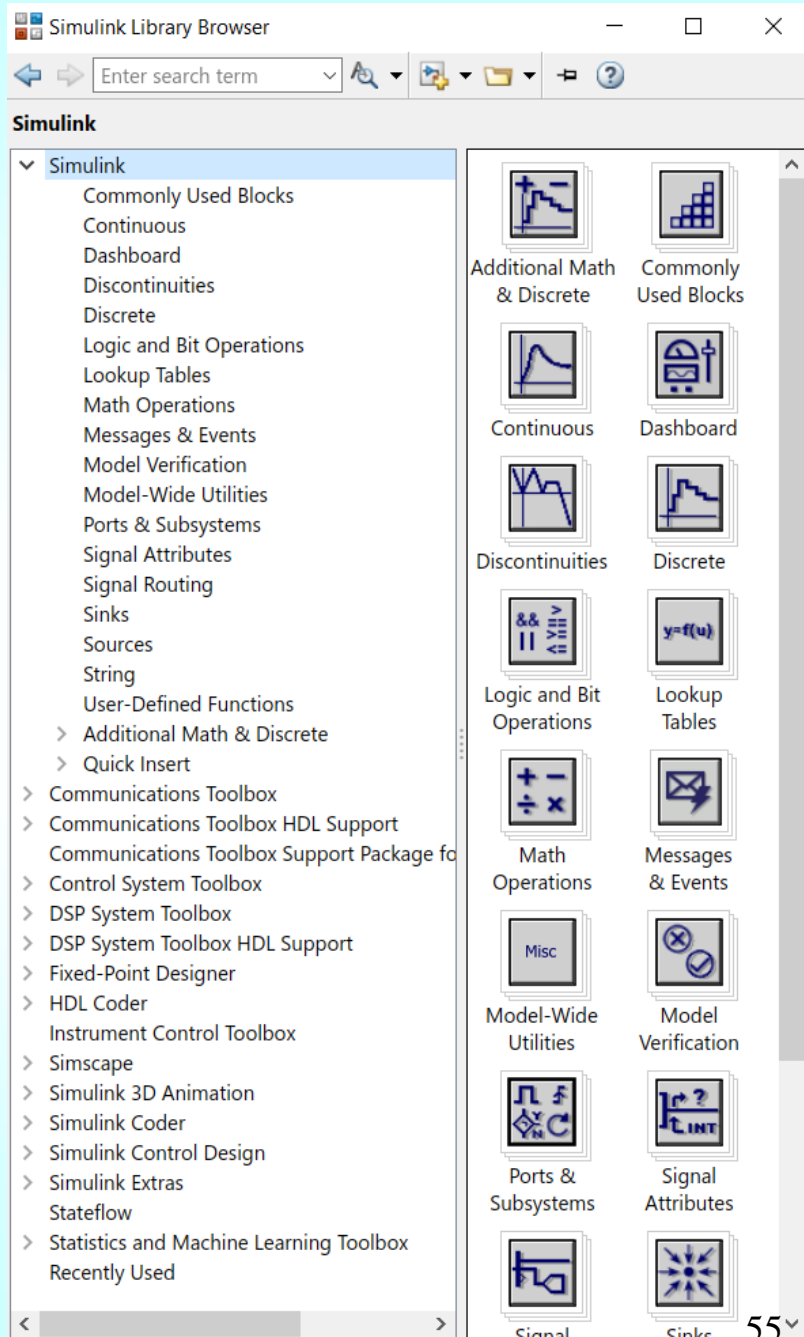 Simulink Library Browser
Enter search term
Simulink
Simulink
Commonly Used Blocks
Continuous
Dashboard
Discontinuities
Discrete
Logic and Bit Operations
Lookup Tables
Math Operations
Messages & Events
Model Verification
Model-Wide Utilities
Ports & Subsystems
Signal Attributes
Signal Routing
Sinks
Sources
String
User-Defined Functions
Additional Math & Discrete
Quick Insert
Communications Toolbox
Communications Toolbox HDL Support
Communications Toolbox Support Package fo
Control System Toolbox
DSP System Toolbox
DSP System Toolbox HDL Support
Fixed-Point Designer
HDL Coder
Instrument Control Toolbox
Simscape
Simulink 3D Animation
Simulink Coder
Simulink Control Design
Simulink Extras
Stateflow
Statistics and Machine Learning Toolbox
Recently Used
Additional Math
& Discrete
Commonly
Used Blocks
Continuous
Dashboard
Discontinuities
Discrete
&& >
|| ==
>=
<=
Logic and Bit
Operations
y=f(u)
Lookup
Tables
+ −
÷ ×
Math
Operations
Messages
& Events
Misc
Model-Wide
Utilities
Model
Verification
Y
N
Ports &
Subsystems
?
t INT
Signal
Attributes
Signal
Sinks
55